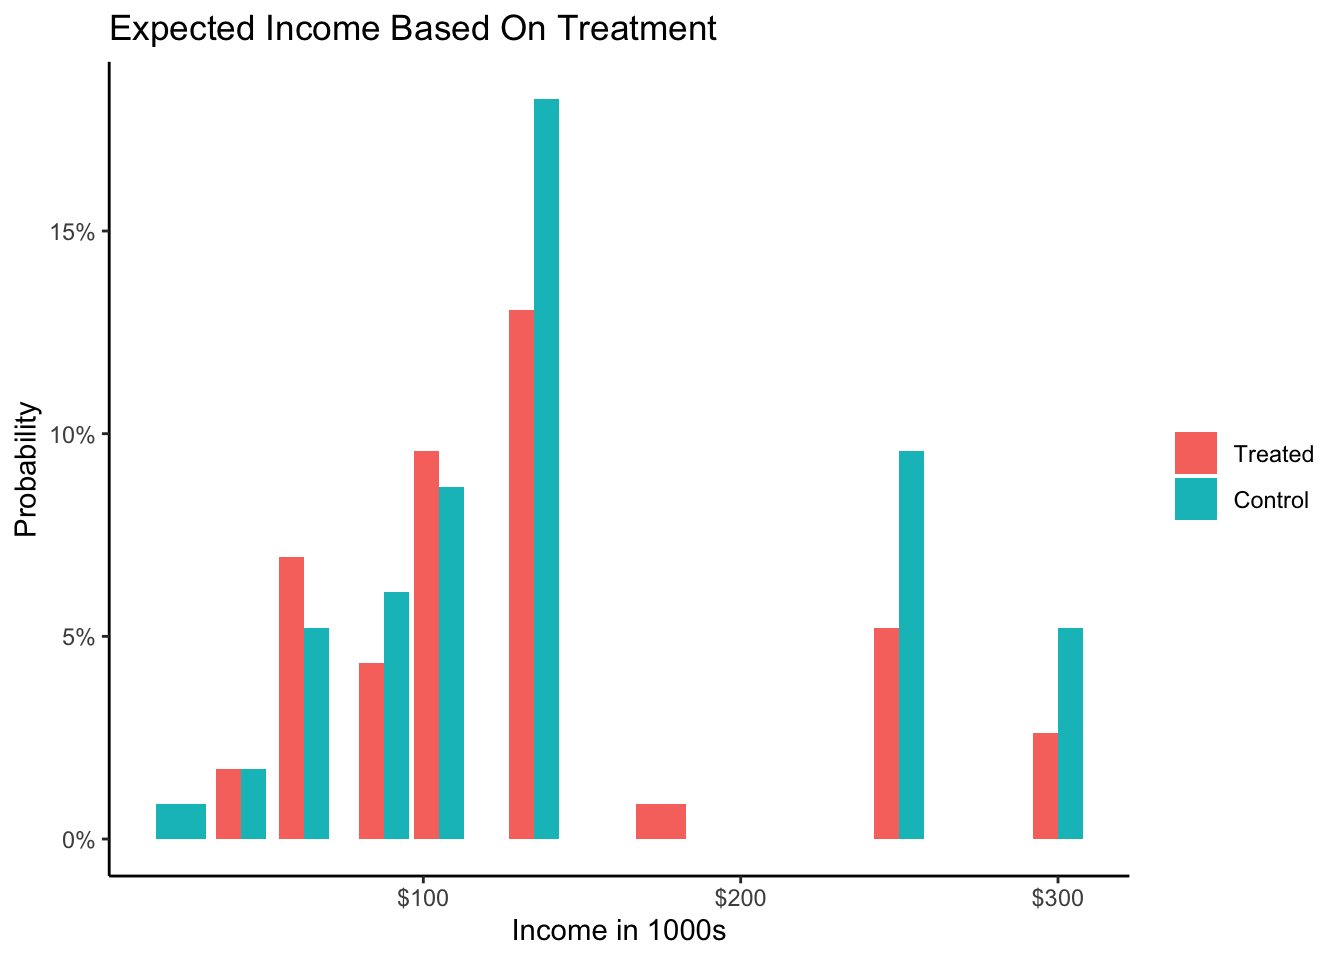 Expected Income Based On Treatment
Probability
15%
10%
5%
0%
$100
$200
$300
Income in 1000s
Treated
Control